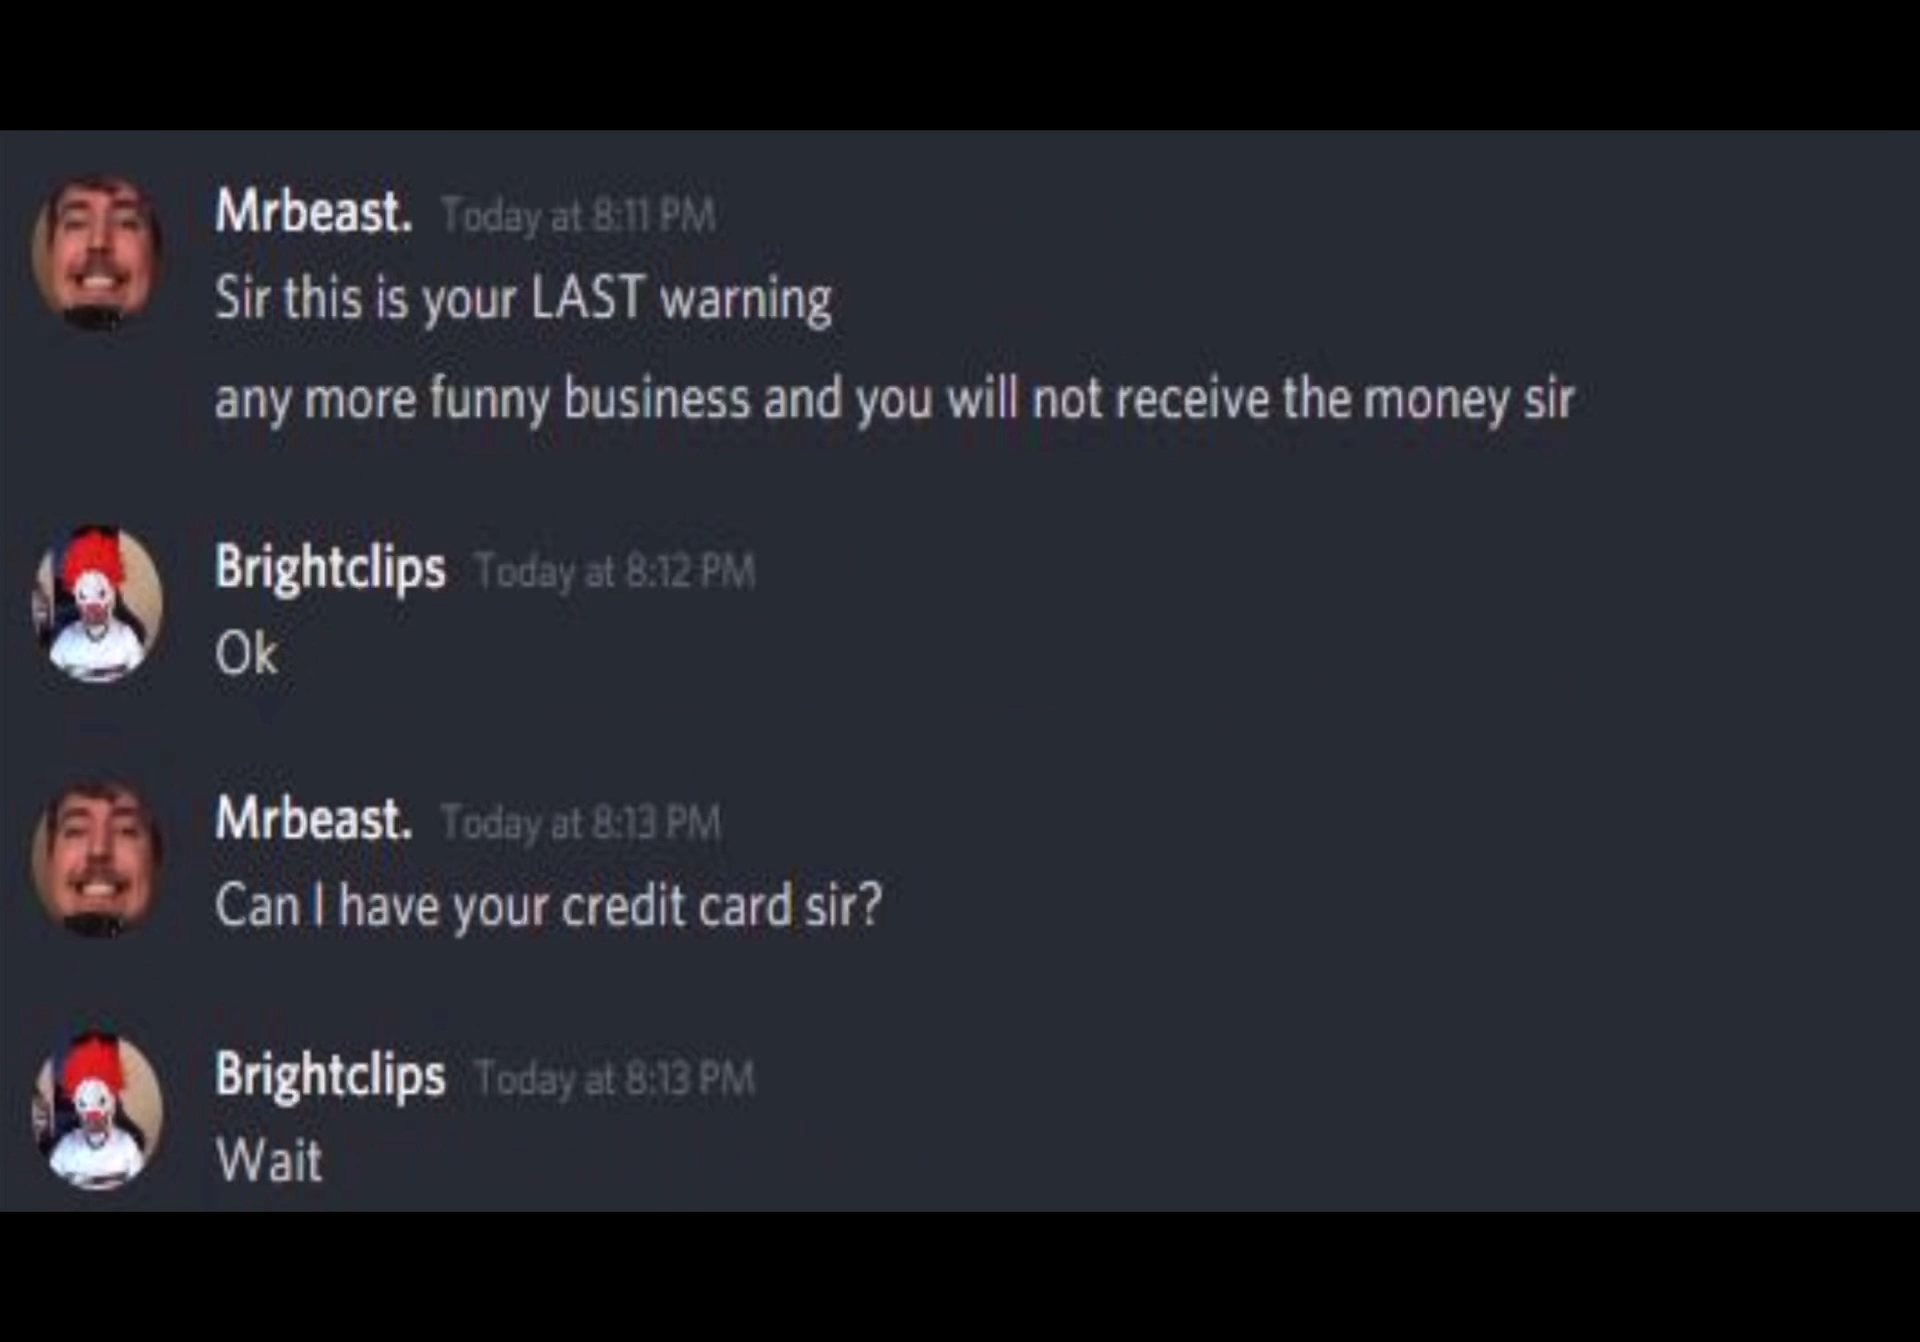 Mrbeast. Today at 8:11 PM
Sir this is your LAST warning
any more funny business and you will not receive the money sir
Brightclips Today at 8:12 PM
Ok
Mrbeast. Today at 8:13 PM
Can I have your credit card sir?
Brightclips Today at 8:13 PM
Wait